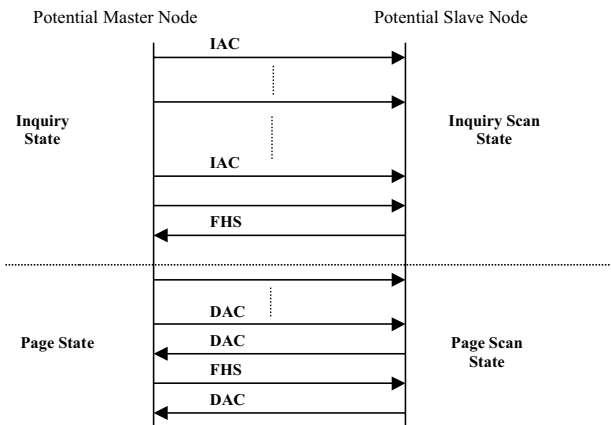 Potential Master Node
Potential Slave Node
IAC
Inquiry
State
Inquiry Scan
State
IAC
FHS
DAC
Page State
DAC
Page Scan
State
FHS
DAC